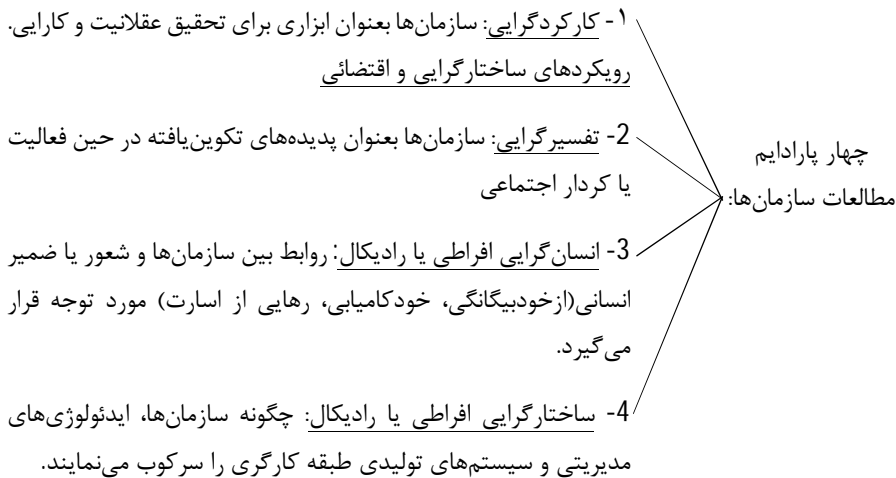 چهار پارادایم
مطالعات سازمان‌ها:
۱- کارکردگرایی: سازمان‌ها بعنوان ابزاری برای تحقیق عقلانیت و کارایی.
رویکردهای ساختارگرایی و اقتضائی
2- تفسیرگرایی: سازمان‌ها بعنوان پدیده‌های تکوین‌یافته در حین فعالیت
یا کردار اجتماعی
3- انسان‌گرایی افراطی یا رادیکال: روابط بین سازمان‌ها و شعور یا ضمیر
انسانی(ازخودبیگانگی، خودکامیابی، رهایی از اسارت) مورد توجه قرار
می‌گیرد.
4- ساختارگرایی افراطی یا رادیکال: چگونه سازمان‌ها، ایدئولوژی‌های
مدیریتی و سیستم‌های تولیدی طبقه کارگری را سرکوب می‌نمایند.